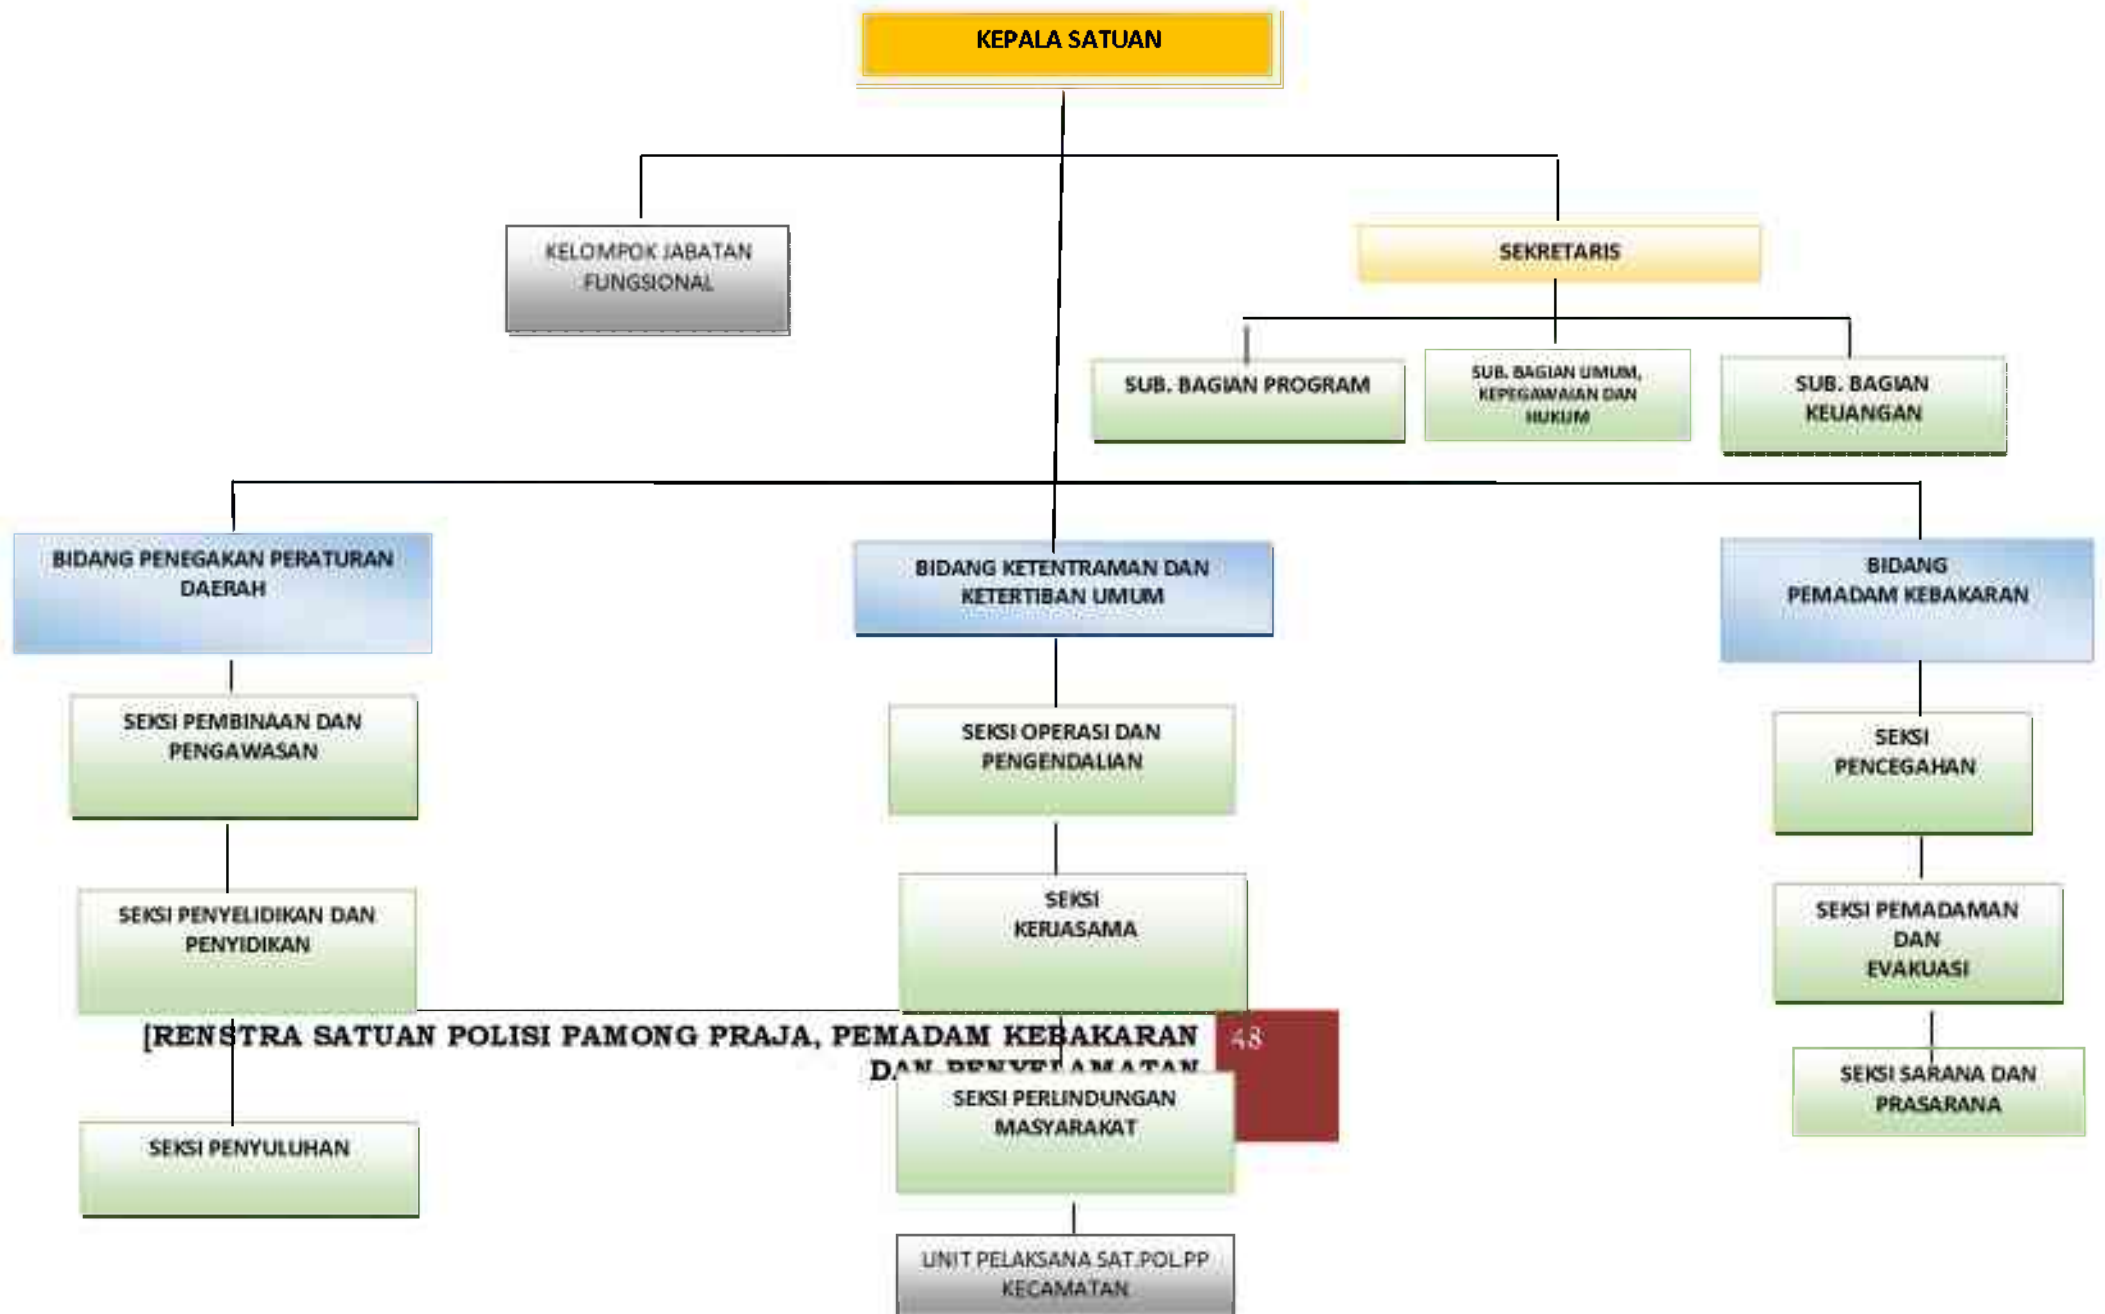 KEPALA SATUAN
KELOMPOK JABATAN
FUNGSIONAL
SEKRETARIS
SUB. BAGIAN PROGRAM
SUB. BAGIAN UMUM,
KEPEGAWAIAN DAN
HUKUM
SUB. BAGIAN
KEUANGAN
BIDANG PENEGAKAN PERATURAN
DAERAH
BIDANG KETENTRAMAN DAN
KETERTIBAN UMUM
BIDANG
PEMADAM KEBAKARAN
SEKSI PEMBINAAN DAN
PENGAWASAN
SEKSI OPERASI DAN
PENGENDALIAN
SEKSI
PENCEGAHAN
SEKSI PENYELIDIKAN DAN
PENYIDIKAN
SEKSI
KERJASAMA
SEKSI PEMADAMAN
DAN
EVAKUASI
[RENSTRA SATUAN POLISI PAMONG PRAJA, PEMADAM KEBAKARAN
DAN PENYELAMATAN
48
SEKSI PENYULUHAN
SEKSI PERLINDUNGAN
MASYARAKAT
SEKSI SARANA DAN
PRASARANA
UNIT PELAKSANA SAT.POL.PP
KECAMATAN